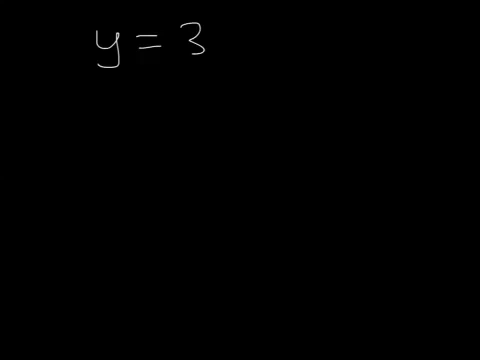 y = 3